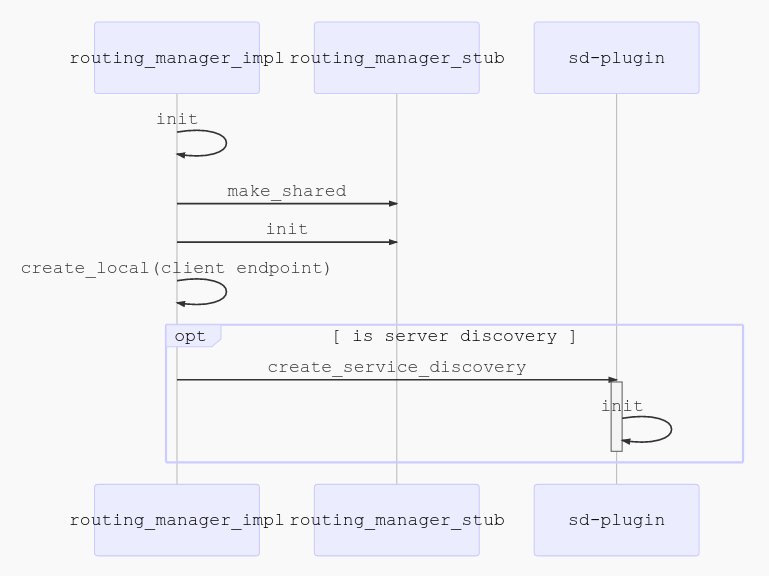 routing_manager_impl
routing_manager_stub
sd-plugin
init
make_shared
init
create_local(client endpoint)
opt
[ is server discovery ]
create_service_discovery
init
routing_manager_impl
routing_manager_stub
sd-plugin